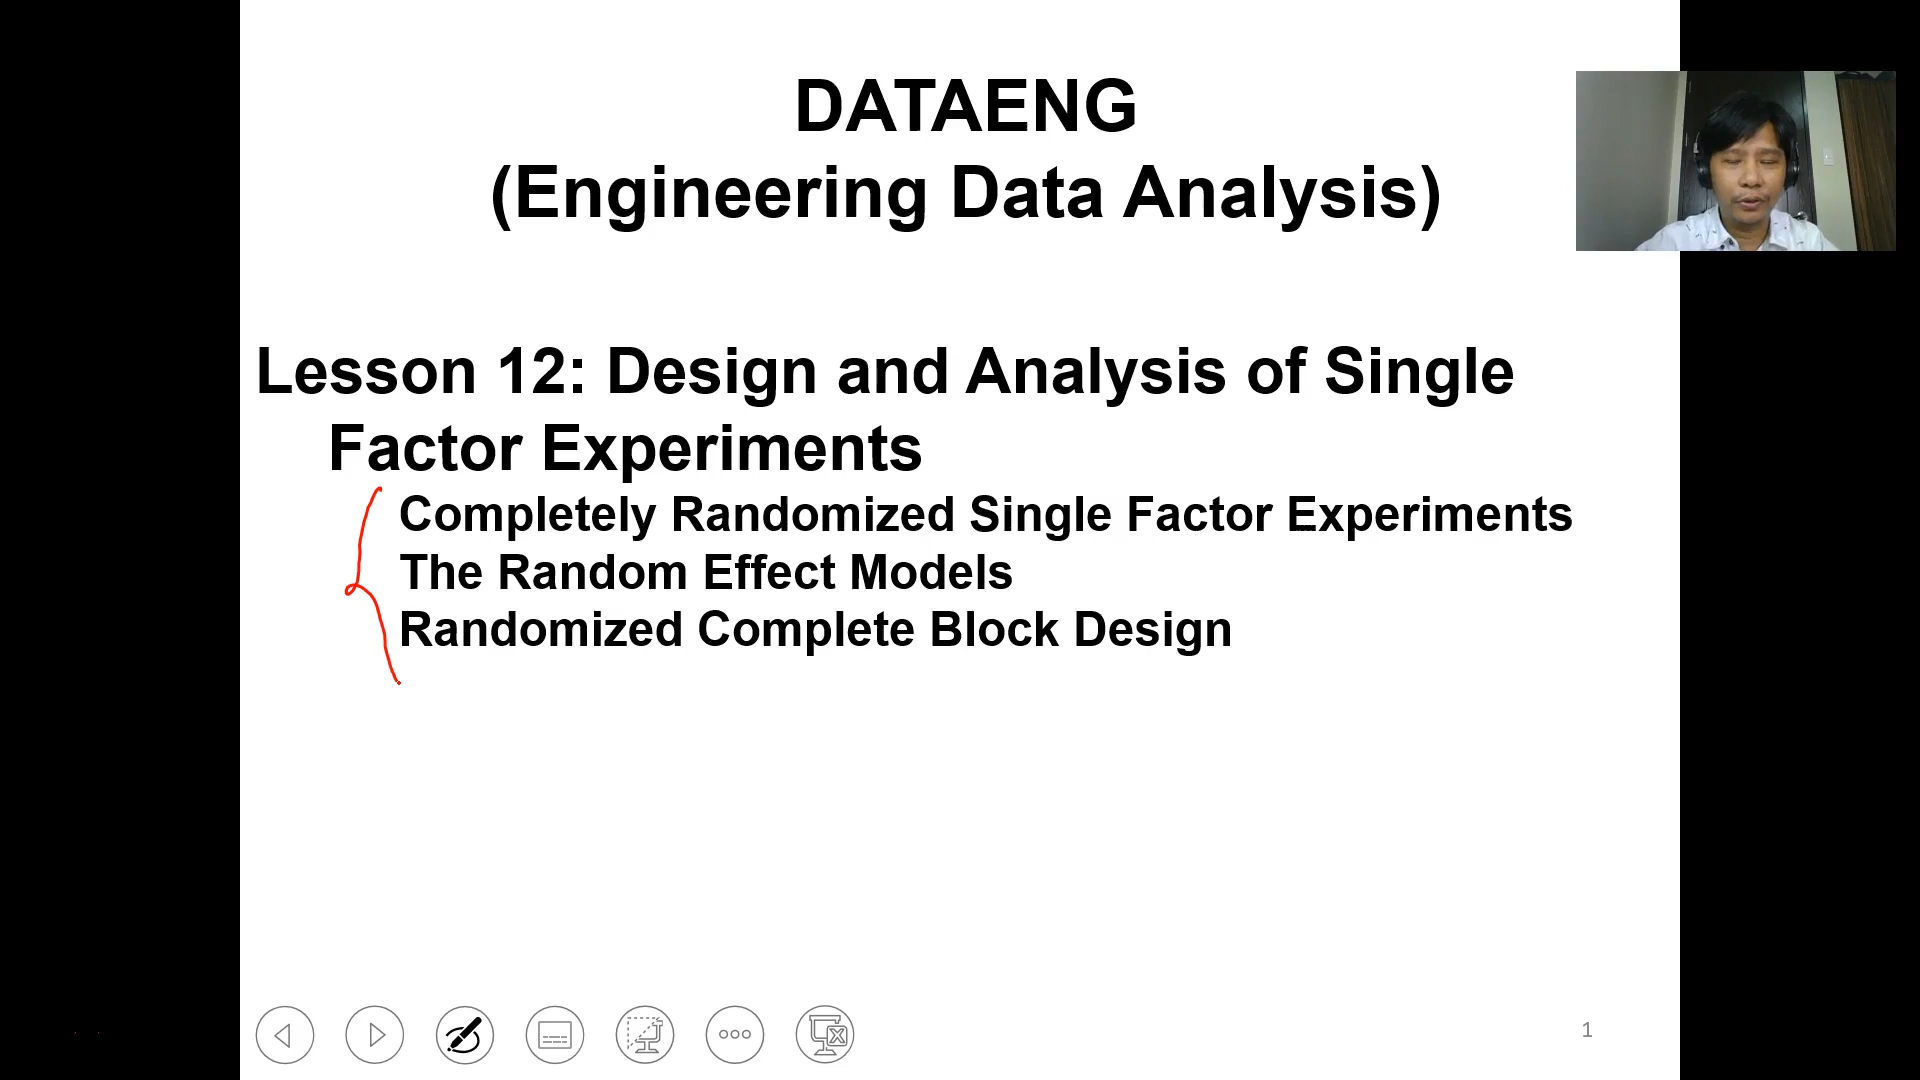 DATAENG
(Engineering Data Analysis)
Lesson 12: Design and Analysis of Single
Factor Experiments
Completely Randomized Single Factor Experiments
The Random Effect Models
Randomized Complete Block Design
1